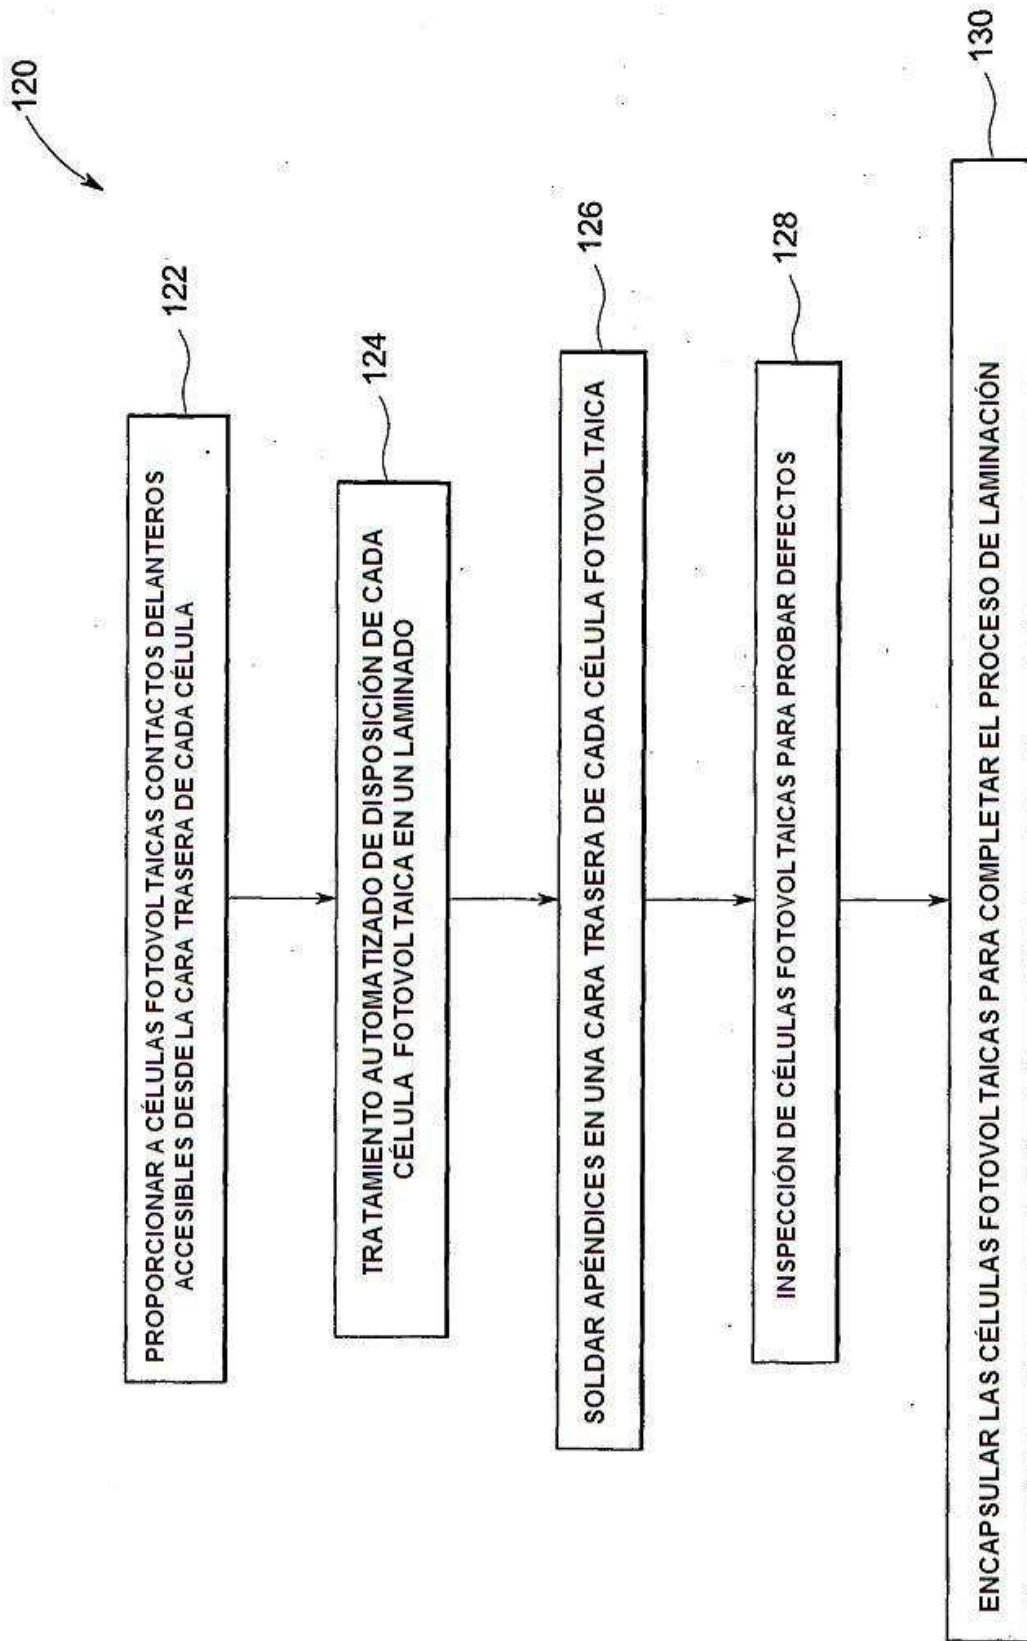 120
122
PROPORCIONAR A CÉLULAS FOTOVOLTAICAS CONTACTOS DELANTEROS
ACCESIBLES DESDE LA CARA TRASERA DE CADA CÉLULA
124
TRATAMIENTO AUTOMATIZADO DE DISPOSICIÓN DE CADA
CÉLULA FOTOVOLTAICA EN UN LAMINADO
126
SOLDAR APÉNDICES EN UNA CARA TRASERA DE CADA CÉLULA FOTOVOLTAICA
128
INSPECCIÓN DE CÉLULAS FOTOVOLTAICAS PARA PROBAR DEFECTOS
130
ENCAPSULAR LAS CÉLULAS FOTOVOLTAICAS PARA COMPLETAR EL PROCESO DE LAMINACIÓN